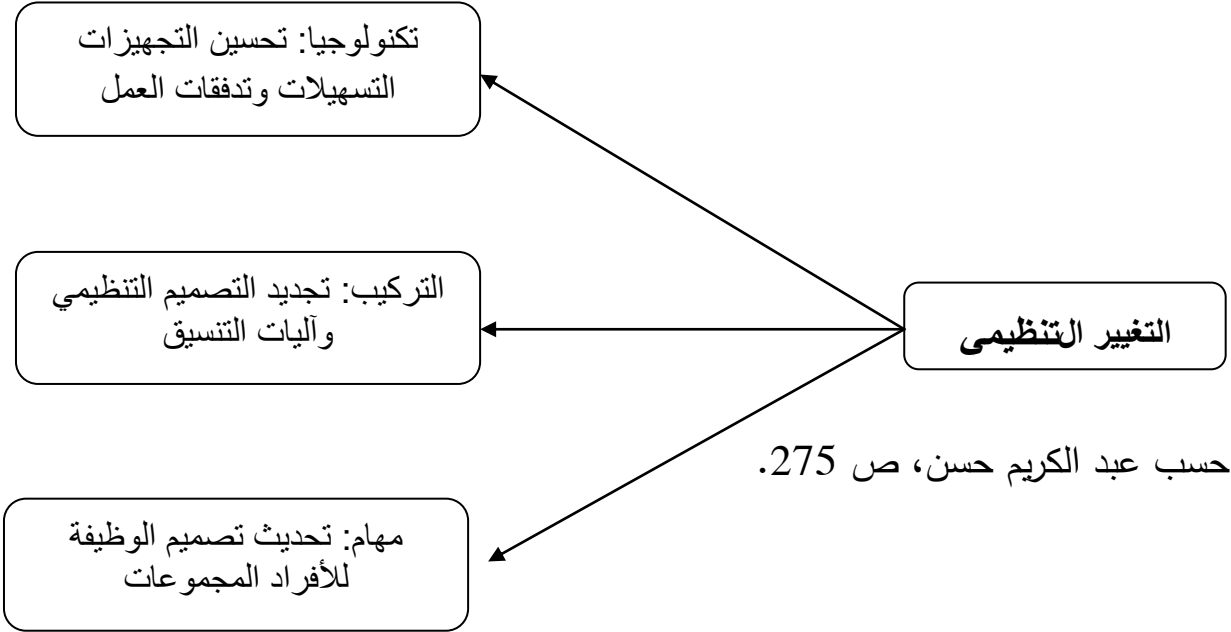 تكنولوجيا: تحسين التجهيزات
التسهيلات وتدفقات العمل
التركيب: تجديد التصميم التنظيمي
وآليات التنسيق
التغيير التنظيمي
حسب عبد الكريم حسن، ص 275.
مهام: تحديث تصميم الوظيفة
للأفراد المجموعات